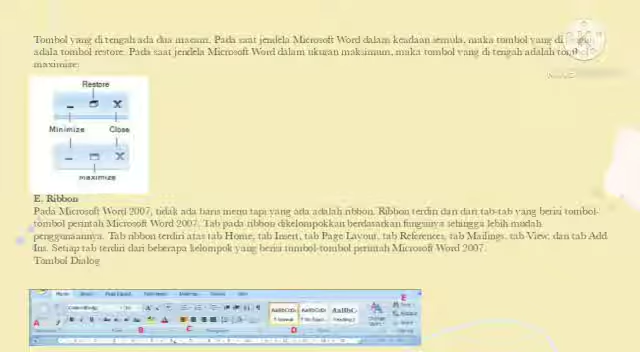 Tombol yang di tengah ada dua macam. Pada saat jendela Microsoft Word dalam keadaan semula, maka tombol yang di tengah
adala tombol restore. Pada saat jendela Microsoft Word dalam ukuran maksimum, maka tombol yang di tengah adalah tombol
maximize.
Restore
Minimize Close
maximize
E. Ribbon
Pada Microsoft Word 2007, tidak ada baris menu tapi yang ada adalah ribbon. Ribbon terdiri dari dari tab-tab yang berisi tombol-
tombol perintah Microsoft Word 2007. Tab pada ribbon dikelompokkan berdasarkan fungsinya sehingga lebih mudah
penggunaannya. Tab ribbon terdiri atas tab Home, tab Insert, tab Page Layout, tab References, tab Mailings, tab View, dan tab Add
Ins. Setiap tab terdiri dari beberapa kelompok yang berisi tombol-tombol perintah Microsoft Word 2007.
Tombol Dialog
E
AaBbCcDc AaBbCcDc AaBbC
A B C D